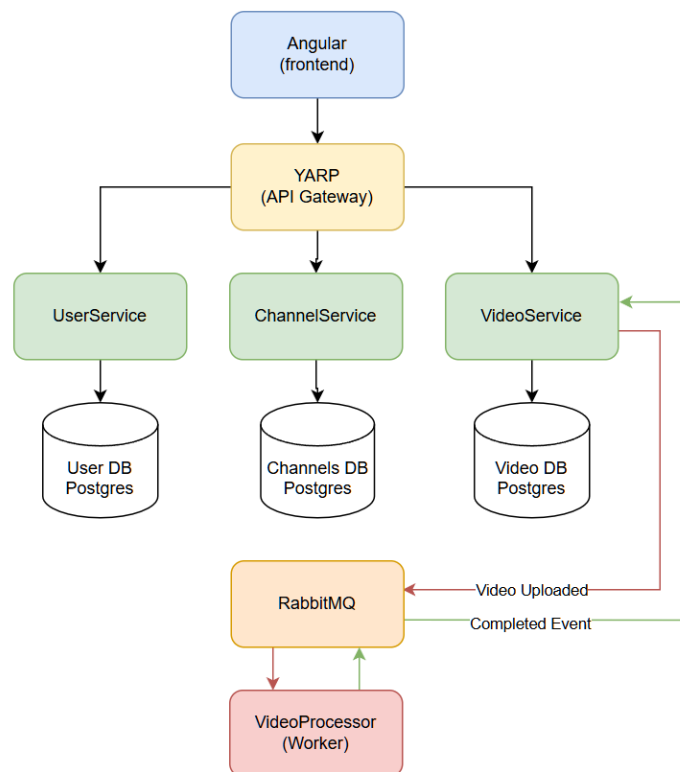 Angular
(frontend)
YARP
(API Gateway)
UserService
ChannelService
VideoService
User DB
Postgres
Channels DB
Postgres
Video DB
Postgres
RabbitMQ
Video Uploaded
Completed Event
VideoProcessor
(Worker)